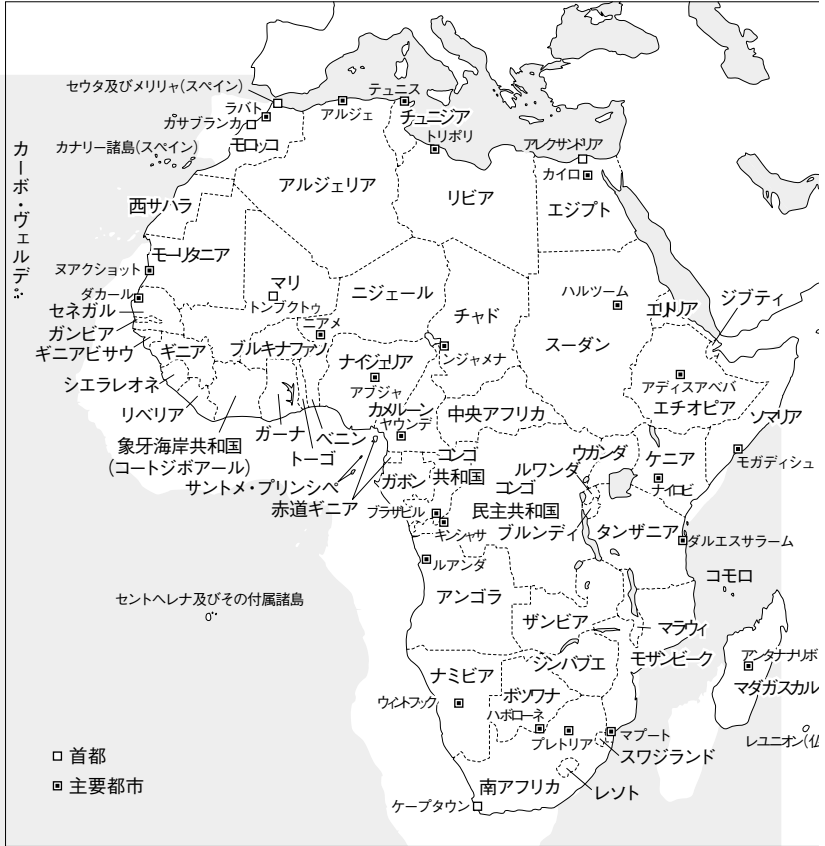 セウタ及びメリリャ(スペイン)
ラバト
カサブランカ
モロッコ
カナリー諸島(スペイン)
アルジェ
テュニス
チュニジア
トリポリ
アレクサンドリア
カイロ
カーボ・ヴェルデ
西サハラ
アルジェリア
リビア
エジプト
モーリタニア
ヌアクショット
ダカール
セネガル
ガンビア
ギニアビサウ
マリ
トンブクトゥ
ニアメ
ニジェール
チャド
ハルツーム
エリトリア
ジブティ
ギニア
ブルキナファソ
ナイジェリア
アブジャ
ンジャメナ
スーダン
アディスアベバ
エチオピア
ソマリア
シエラレオネ
リベリア
象牙海岸共和国
(コートジボアール)
ガーナ
ベニン
トーゴ
カメルーン
ヤウンデ
中央アフリカ
サントメ・プリンシペ
赤道ギニア
ガボン
コンゴ
共和国
ルワンダ
コンゴ
民主共和国
ブルンディ
ウガンダ
ケニア
ナイロビ
モガディシュ
ブラザビル
キンシャサ
タンザニア
ダルエスサラーム
ルアンダ
アンゴラ
コモロ
セントヘレナ及びその付属諸島
ザンビア
マラウィ
モザンビーク
アンタナナリボ
マダガスカル
ナミビア
ジンバブエ
ボツワナ
ウィントフック
ハボローネ
プレトリア
マプート
スワジランド
レユニオン(仏
首都
主要都市
南アフリカ
レソト
ケープタウン